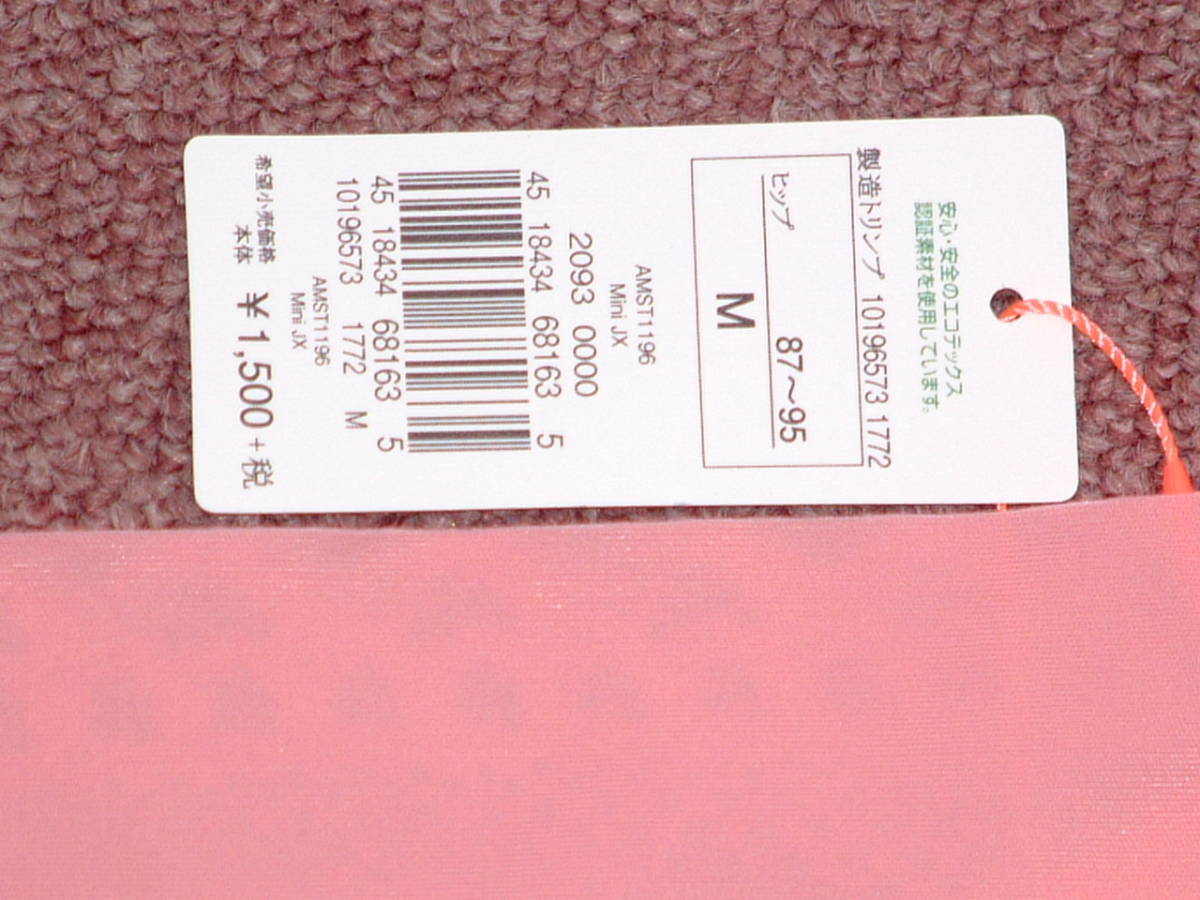 安心・安全のエコテックス
認証素材を使用しています。
製造トリンプ 10196573 1772
ヒップ 87～95
M
AMST1196
Mini JX
2093 0000
45 18434 68163 5
45 18434 68163 5
10196573 1772 M
AMST1196
Mini JX
希望小売価格
本体 ￥1,500+税